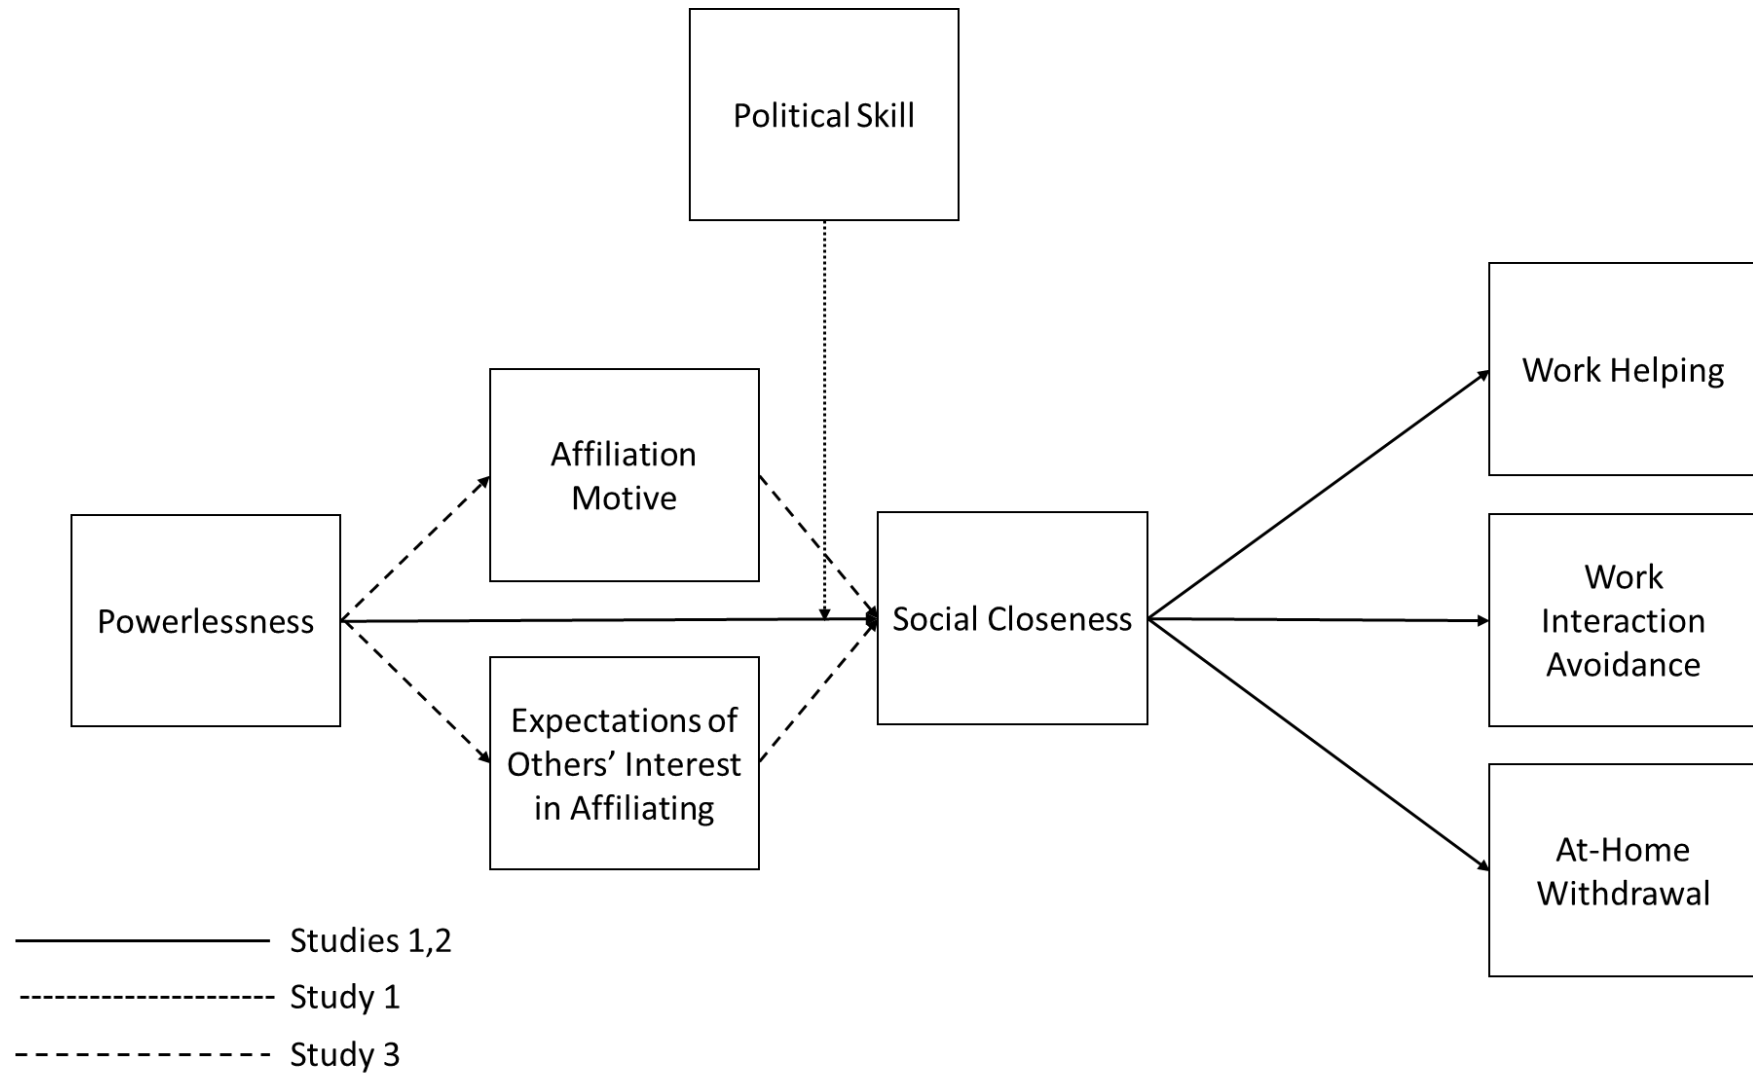 Political Skill
Work Helping
Affiliation
Motive
Powerlessness
Social Closeness
Work
Interaction
Avoidance
Expectations of
Others’ Interest
in Affiliating
At-Home
Withdrawal
Studies 1,2
Study 1
Study 3